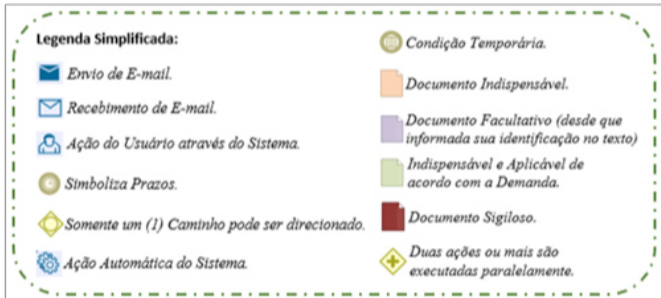 Legenda Simplificada:
Envio de E-mail.
Recebimento de E-mail.
Ação do Usuário através do Sistema.
Simboliza Prazos.
Somente um (1) Caminho pode ser direcionado.
Ação Automática do Sistema.
Condição Temporária.
Documento Indispensável.
Documento Facultativo (desde que
informada sua identificação no texto)
Indispensável e Aplicável de
acordo com a Demanda.
Documento Sigiloso.
Duas ações ou mais são
executadas paralelamente.